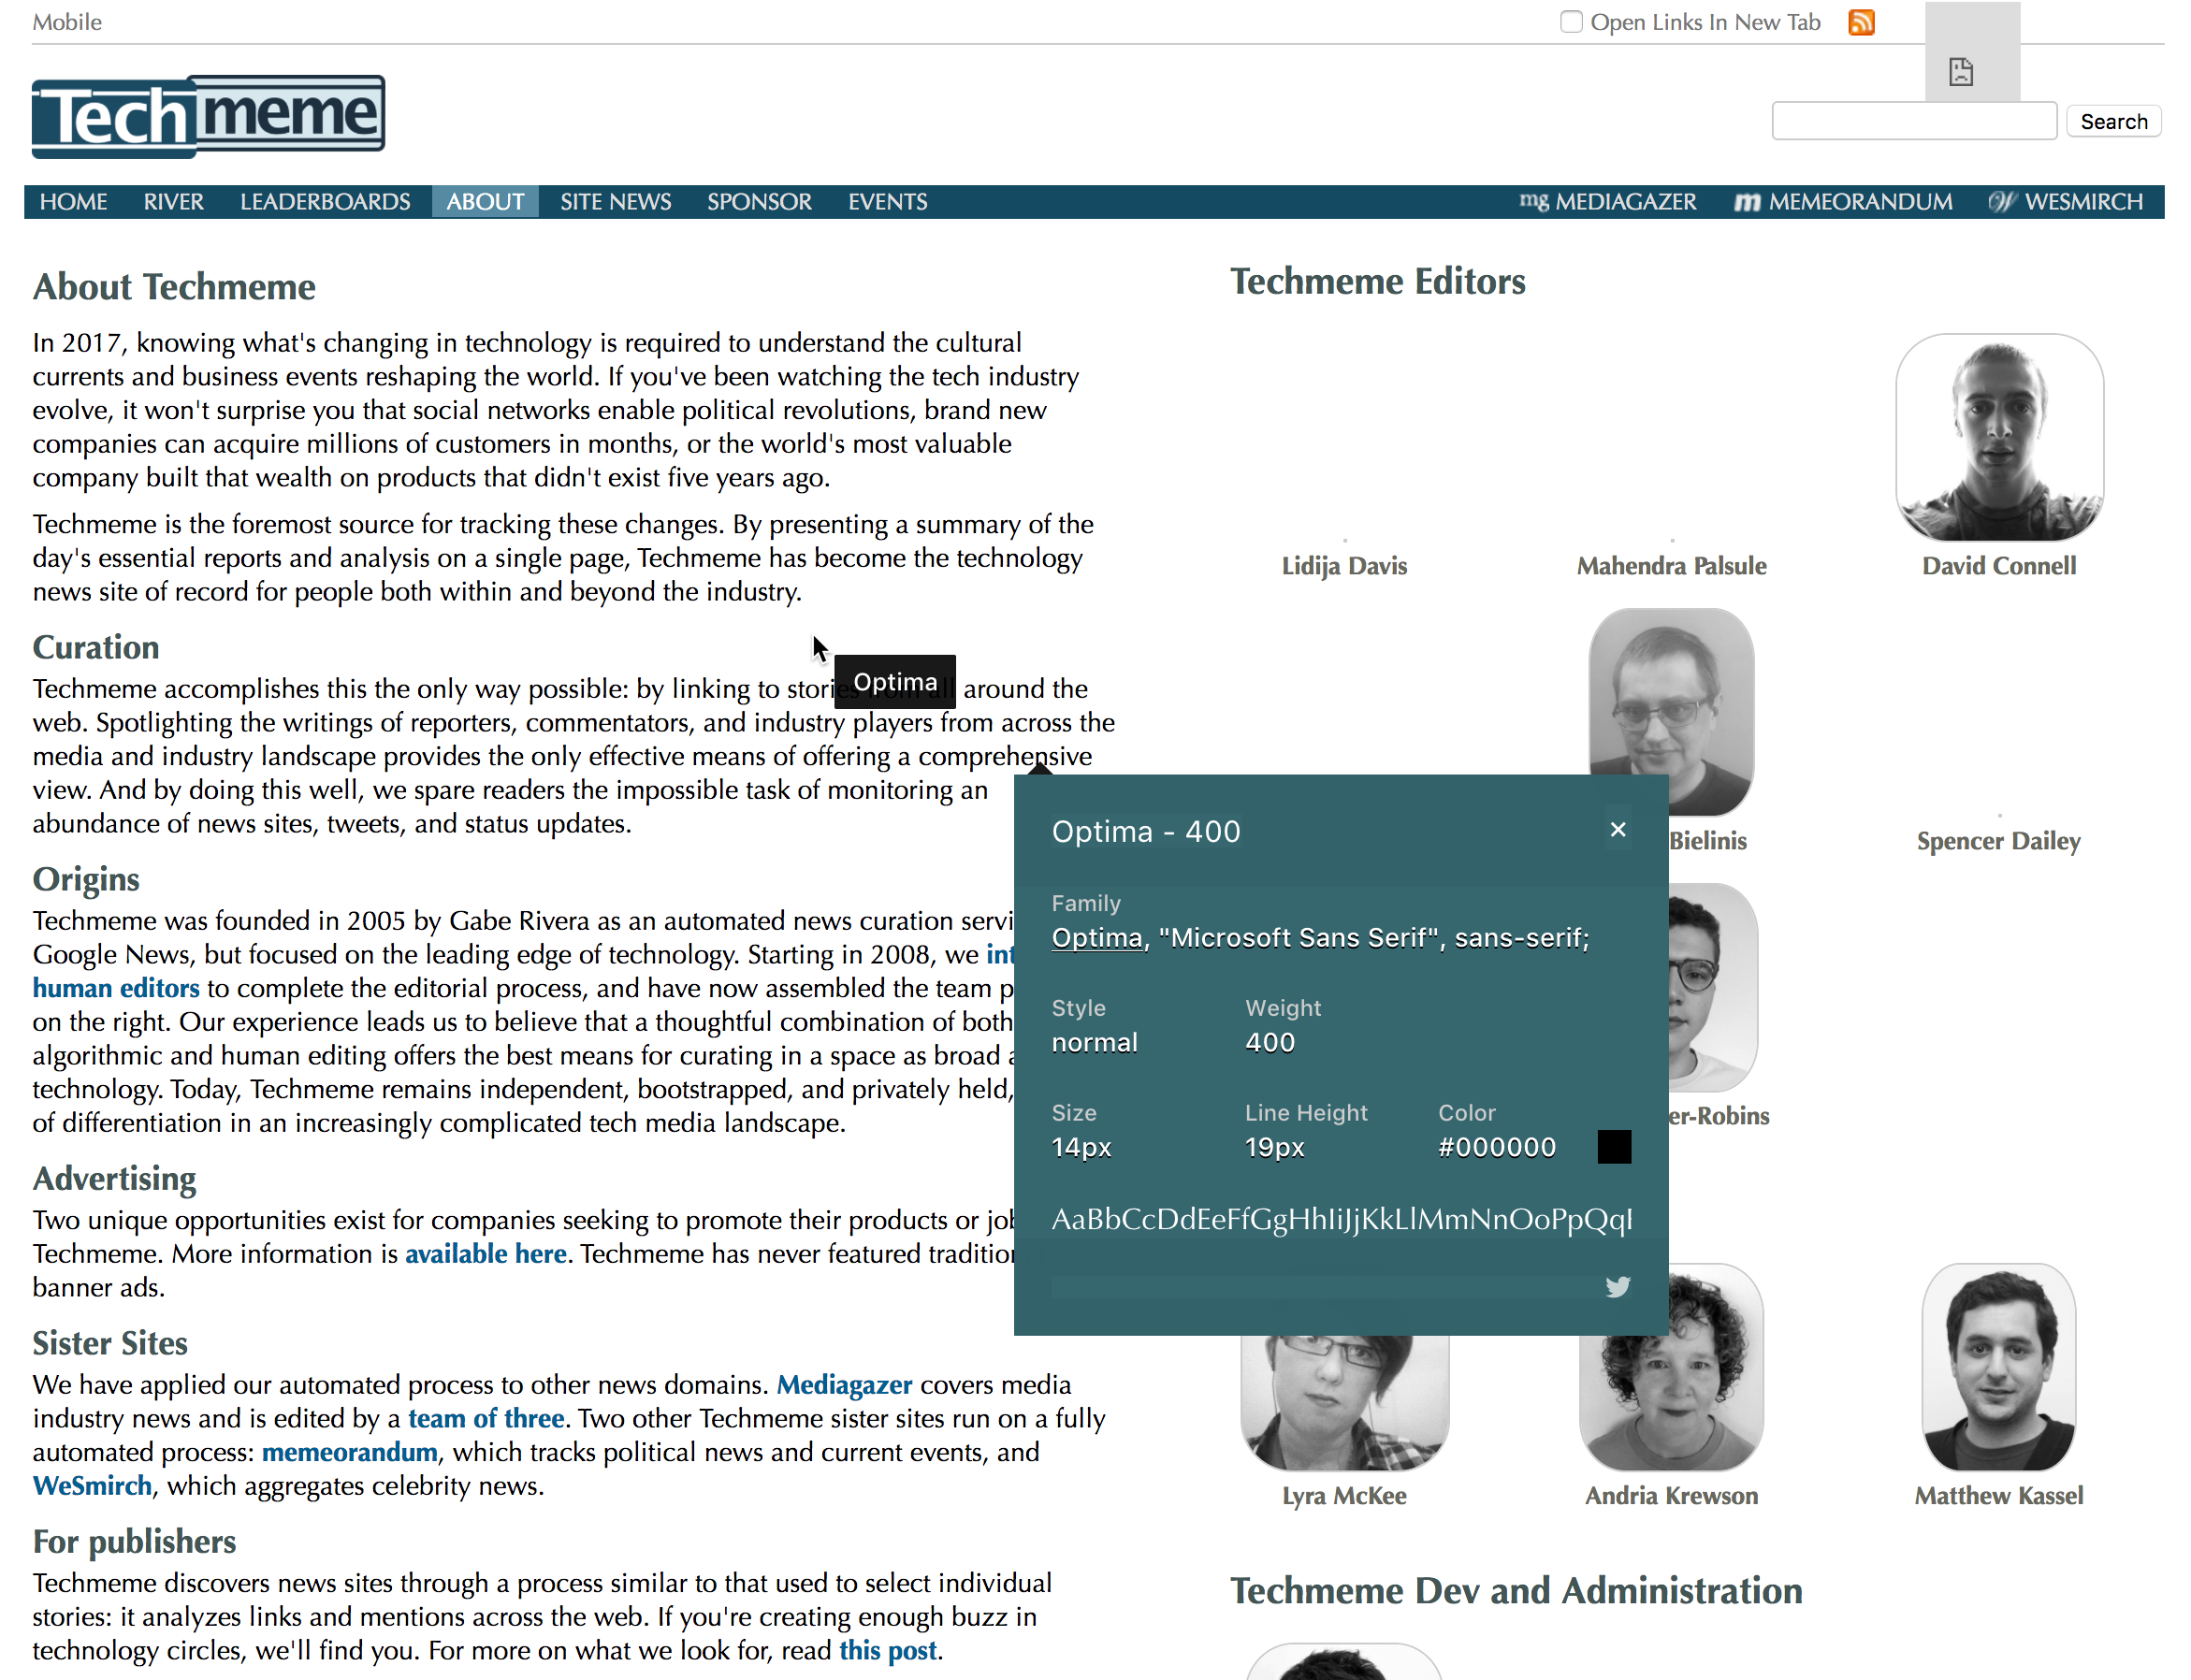 Mobile
Open Links In New Tab
Techmeme
Search
HOME RIVER LEADERBOARDS ABOUT SITE NEWS SPONSOR EVENTS
mg MEDIAGAZER m MEMEORANDUM W WESMIRCH
About Techmeme
In 2017, knowing what's changing in technology is required to understand the cultural
currents and business events reshaping the world. If you've been watching the tech industry
evolve, it won't surprise you that social networks enable political revolutions, brand new
companies can acquire millions of customers in months, or the world's most valuable
company built that wealth on products that didn't exist five years ago.
Techmeme is the foremost source for tracking these changes. By presenting a summary of the
day's essential reports and analysis on a single page, Techmeme has become the technology
news site of record for people both within and beyond the industry.
Curation
Techmeme accomplishes this the only way possible: by linking to stories from all around the
web. Spotlighting the writings of reporters, commentators, and industry players from across the
media and industry landscape provides the only effective means of offering a comprehensive
view. And by doing this well, we spare readers the impossible task of monitoring an
abundance of news sites, tweets, and status updates.
Optima
Origins
Techmeme was founded in 2005 by Gabe Rivera as an automated news curation servi
Google News, but focused on the leading edge of technology. Starting in 2008, we int
human editors to complete the editorial process, and have now assembled the team p
on the right. Our experience leads us to believe that a thoughtful combination of both
algorithmic and human editing offers the best means for curating in a space as broad a
technology. Today, Techmeme remains independent, bootstrapped, and privately held,
of differentiation in an increasingly complicated tech media landscape.
Advertising
Two unique opportunities exist for companies seeking to promote their products or job
Techmeme. More information is available here. Techmeme has never featured tradition
banner ads.
Sister Sites
We have applied our automated process to other news domains. Mediagazer covers media
industry news and is edited by a team of three. Two other Techmeme sister sites run on a fully
automated process: memeorandum, which tracks political news and current events, and
WeSmirch, which aggregates celebrity news.
For publishers
Techmeme discovers news sites through a process similar to that used to select individual
stories: it analyzes links and mentions across the web. If you're creating enough buzz in
technology circles, we'll find you. For more on what we look for, read this post.
Optima - 400
Family
Optima, "Microsoft Sans Serif", sans-serif;
Style Weight
normal 400
Size Line Height Color
14px 19px #000000
AaBbCcDdEeFfGgHhIiJjKkLlMmNnOoPpQq
Techmeme Editors
Lidija Davis Mahendra Palsule David Connell
Bielinis Spencer Dailey
er-Robins
Lyra McKee Andria Krewson Matthew Kassel
Techmeme Dev and Administration